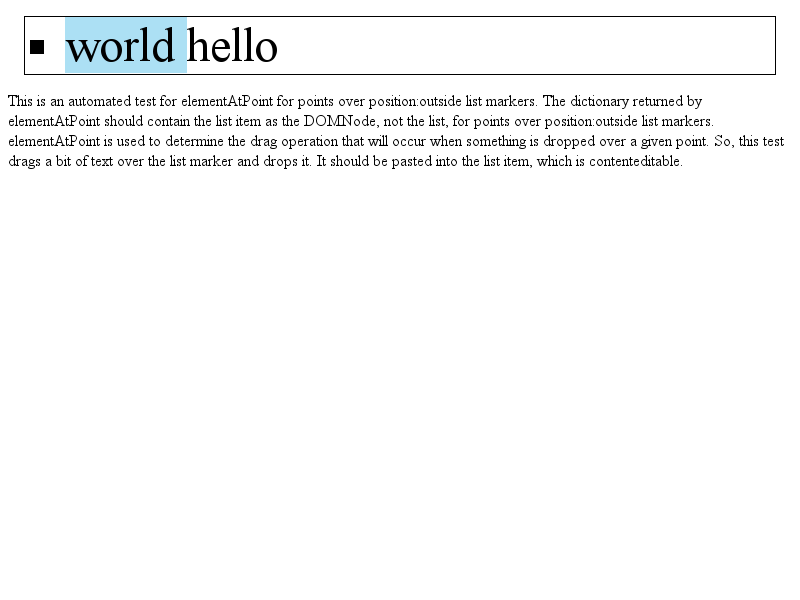 world hello
This is an automated test for elementAtPoint for points over position:outside list markers. The dictionary returned by
elementAtPoint should contain the list item as the DOMNode, not the list, for points over position:outside list markers.
elementAtPoint is used to determine the drag operation that will occur when something is dropped over a given point. So, this test
drags a bit of text over the list marker and drops it. It should be pasted into the list item, which is contenteditable.